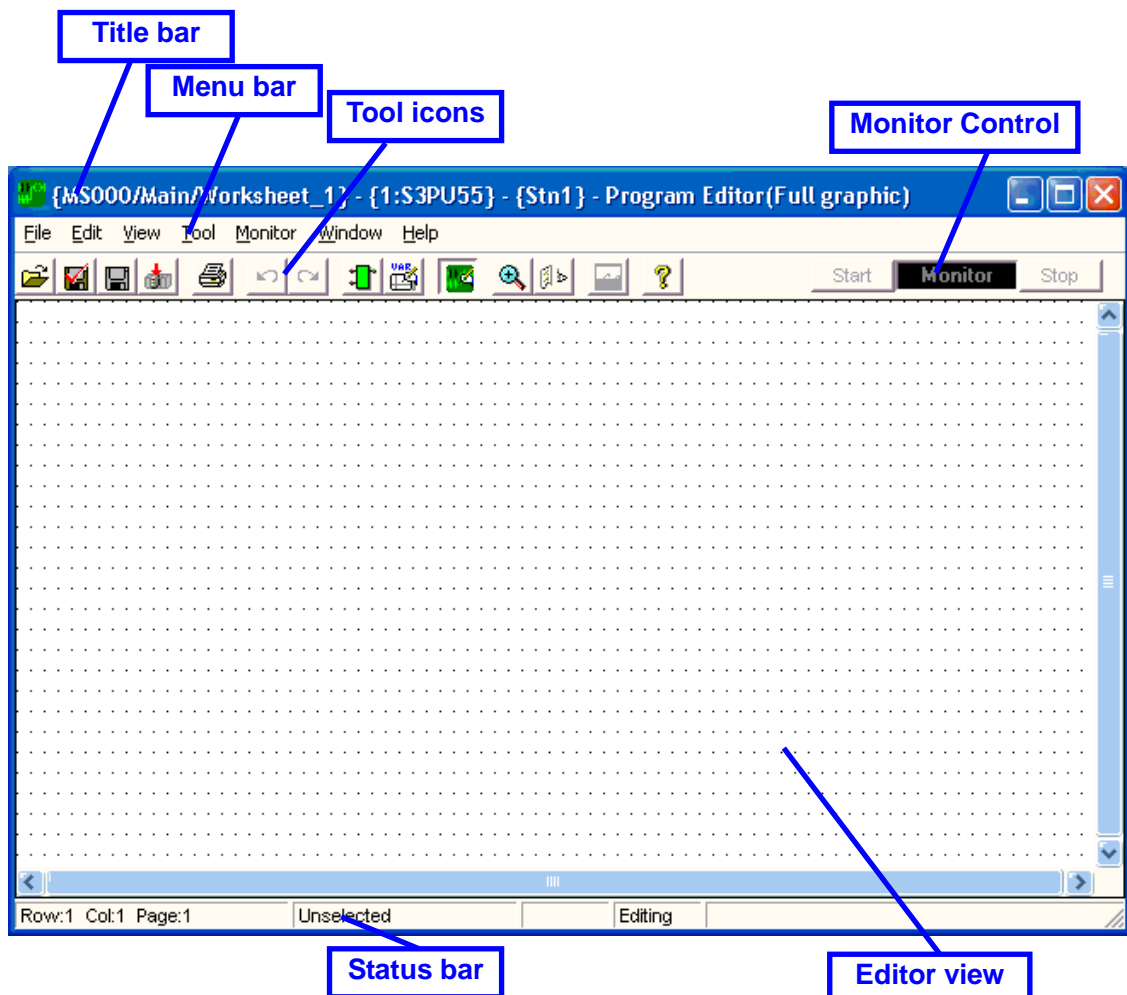 Title bar
Menu bar
Tool icons
Monitor Control
{MS000/Main/Worksheet_1} - {1:S3PU55} - {Stn1} - Program Editor(Full graphic)
File Edit View Tool Monitor Window Help
VAR Start Monitor Stop
Row:1 Col:1 Page:1 Unselected Editing
Status bar
Editor view